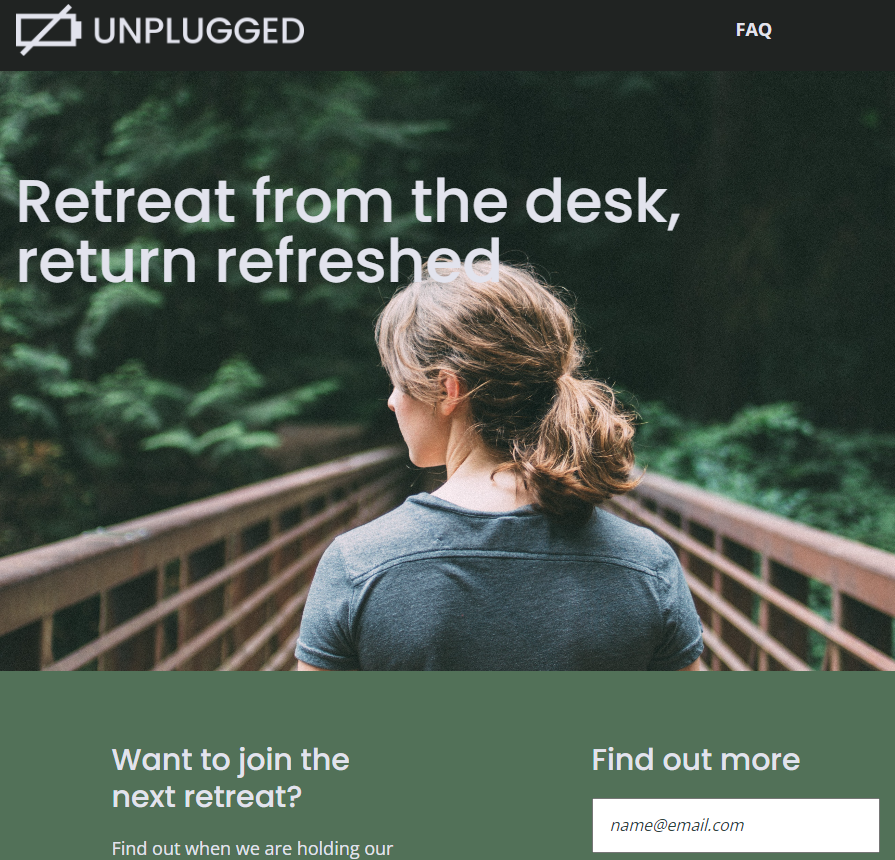 UNPLUGGED
FAQ
Retreat from the desk,
return refreshed
Want to join the
next retreat?
Find out when we are holding our
Find out more
name@email.com